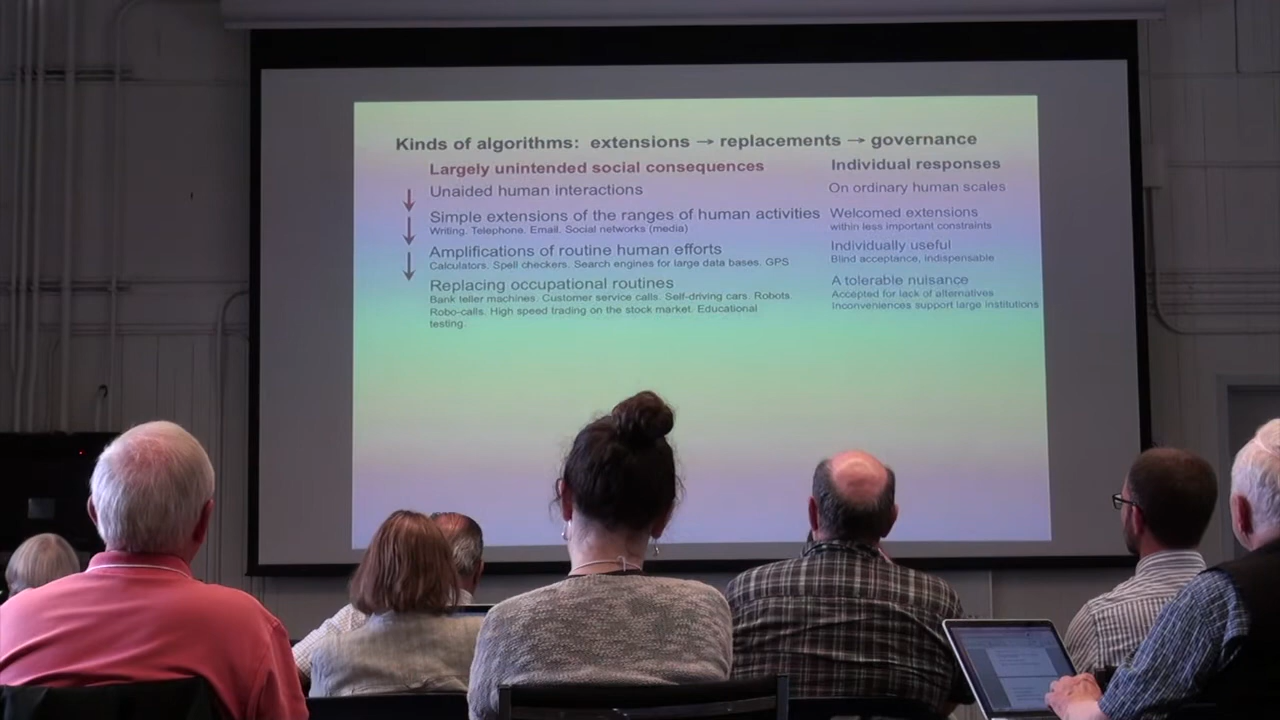 Kinds of algorithms: extensions → replacements → governance
Largely unintended social consequences
Individual responses
Unaided human interactions
On ordinary human scales
Simple extensions of the ranges of human activities
Welcomed extensions
Writing. Telephone. Email. Social networks (media)
within less important constraints
Amplifications of routine human efforts
Individually useful
Calculators. Spell checkers. Search engines for large data bases. GPS
Blind acceptance, Indispensable
Replacing occupational routines
A tolerable nuisance
Bank teller machines. Customer service calls. Self-driving cars. Robots.
Accepted for lack of alternatives
Robo-calls. High speed trading on the stock market. Educational
Inconveniences support large institutions
testing.